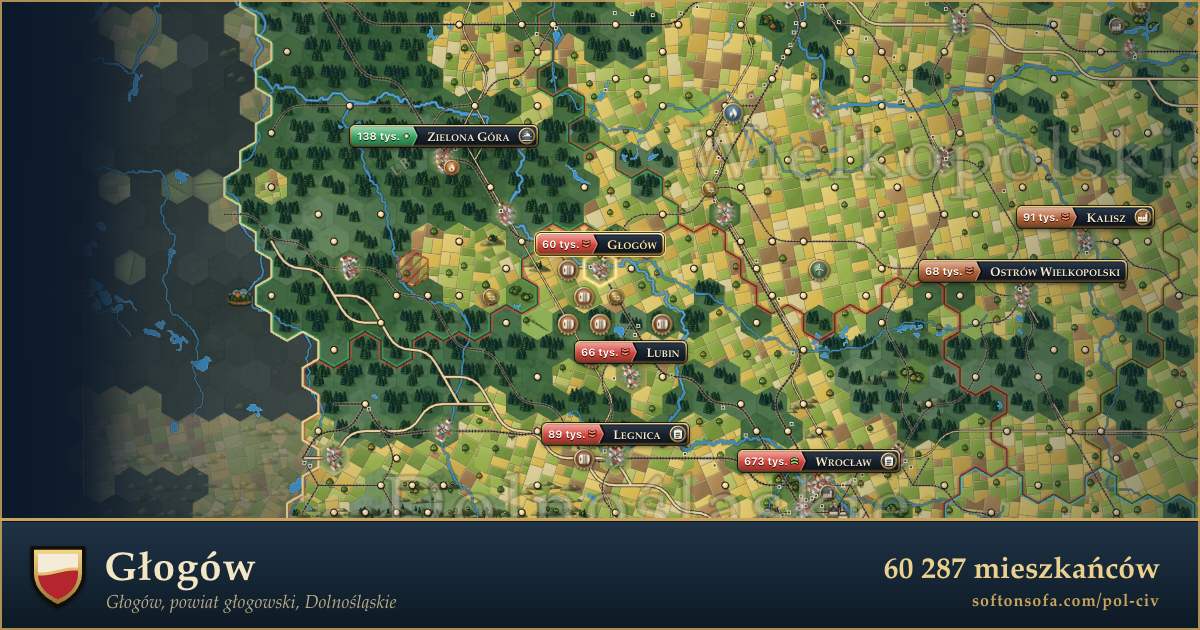 138 tys. ZIELONA GÓRA
Wielkopolskie
91 tys. KALISZ
60 tys. GŁOGÓW
68 tys. OSTRÓW WIELKOPOLSKI
66 tys. LUBIN
89 tys. LEGNICA
673 tys. WROCŁAW
Dolnośląskie
Głogów
Głogów, powiat głogowski, Dolnośląskie
60 287 mieszkańców
softonsofa.com/pol-civ